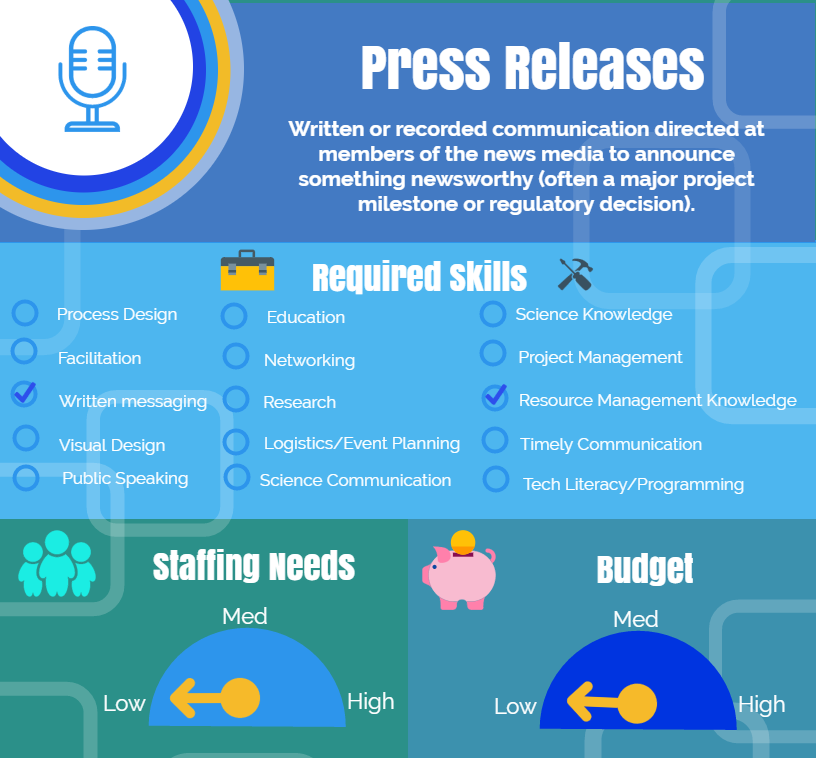 Press Releases
Written or recorded communication directed at
members of the news media to announce
something newsworthy (often a major project
milestone or regulatory decision).
Required Skills
Process Design
Facilitation
Written messaging
Visual Design
Public Speaking
Education
Networking
Research
Logistics/Event Planning
Science Communication
Science Knowledge
Project Management
Resource Management Knowledge
Timely Communication
Tech Literacy/Programming
Staffing Needs
Med
Low
High
Budget
Med
Low
High